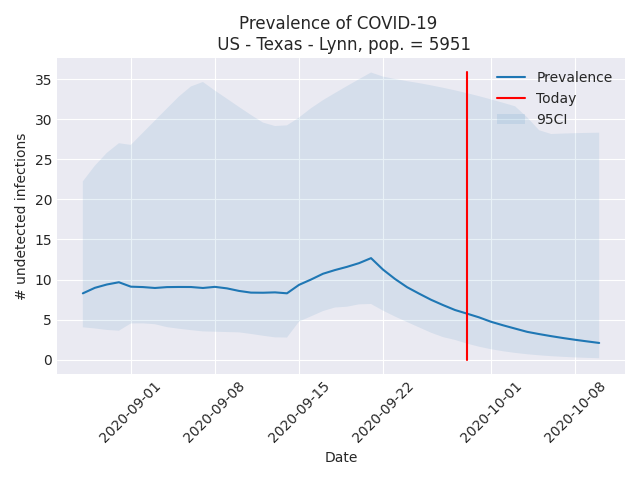 Prevalence of COVID-19
US - Texas - Lynn, pop. = 5951
# undetected infections
35
30
25
20
15
10
5
0
Prevalence
Today
95CI
2020-09-01
2020-09-08
2020-09-15
2020-09-22
2020-10-01
2020-10-08
Date